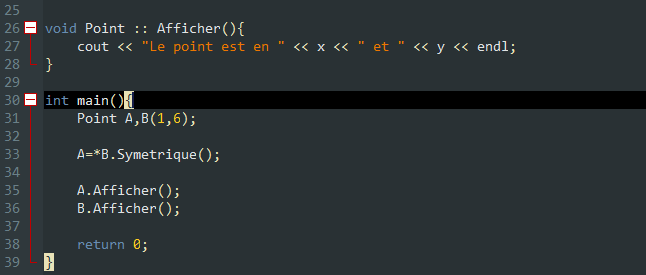 25
26 void Point :: Afficher(){
27 cout << "Le point est en " << x << " et " << y << endl;
28 }
29
30 int main(){
31 Point A,B(1,6);
32
33 A=*B.Symetrique();
34
35 A.Afficher();
36 B.Afficher();
37
38 return 0;
39 }